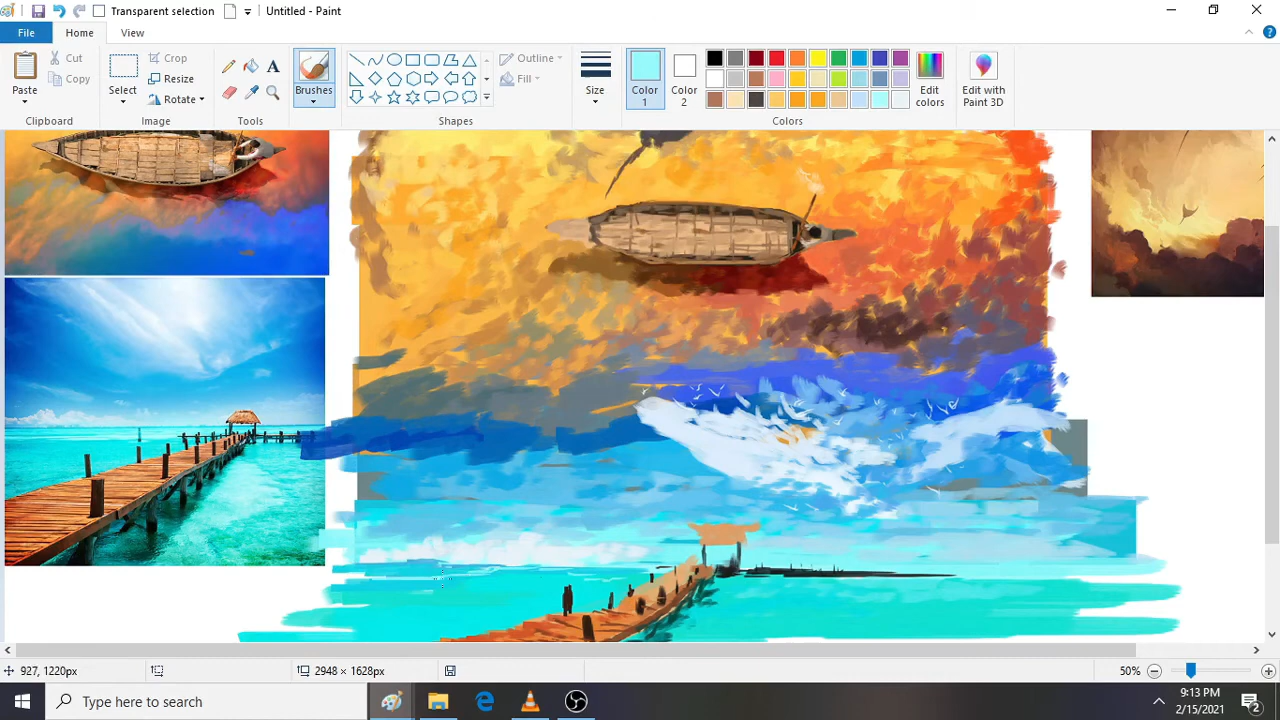 Transparent selection
Untitled - Paint
File
Home
View
Paste
Cut
Copy
Clipboard
Select
Crop
Resize
Rotate
Image
Tools
Brushes
Outline
Fill
Shapes
Size
Color 1
Color 2
Edit colors
Colors
Edit with Paint 3D
927, 1220px
2948 × 1628px
50%
Type here to search
9:13 PM
2/15/2021
2